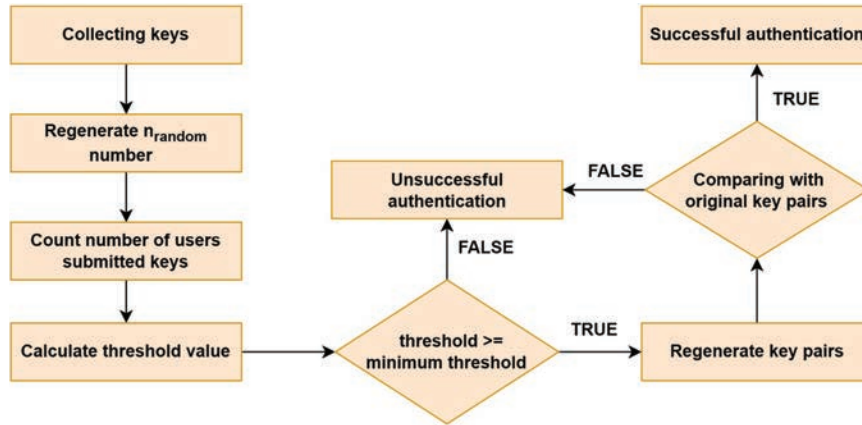 Collecting keys
Regenerate n_random
number
Count number of users
submitted keys
Calculate threshold value
threshold >=
minimum threshold
FALSE
Unsuccessful
authentication
TRUE
Regenerate key pairs
Comparing with
original key pairs
FALSE
TRUE
Successful authentication